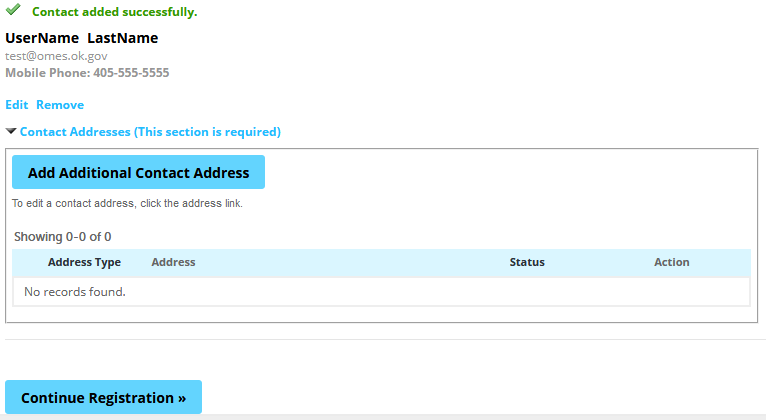 Contact added successfully.
UserName LastName
test@omes.ok.gov
Mobile Phone: 405-555-5555
Edit Remove
Contact Addresses (This section is required)
Add Additional Contact Address
To edit a contact address, click the address link.
Showing 0-0 of 0
Address Type Address Status Action
No records found.
Continue Registration »